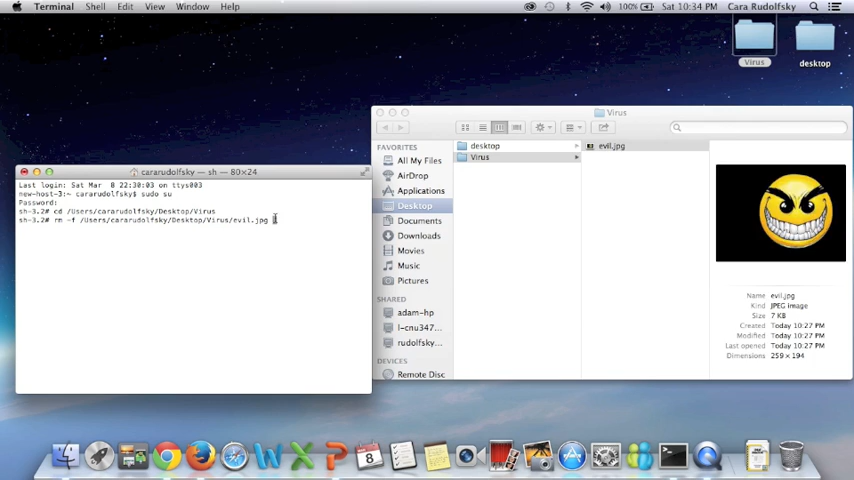 Terminal Shell Edit View Window Help 100% Sat 10:34 PM Cara Rudolfsky
Virus
desktop
Virus
FAVORITES
All My Files
AirDrop
Applications
Desktop
Documents
Downloads
Movies
Music
Pictures
SHARED
adam-hp
l-cnu347...
rudolfsky...
DEVICES
Remote Disc
desktop
Virus
evil.jpg
Name evil.jpg
Kind JPEG image
Size 7 KB
Created Today 10:27 PM
Modified Today 10:27 PM
Last opened Today 10:27 PM
Dimensions 259 × 194
cararudolfsky — sh — 80×24
Last login: Sat Mar  8 22:30:03 on ttys003
new-host-3:~ cararudolfsky$ sudo su
Password:
sh-3.2# cd /Users/cararudolfsky/Desktop/Virus
sh-3.2# rm -f /Users/cararudolfsky/Desktop/Virus/evil.jpg
8